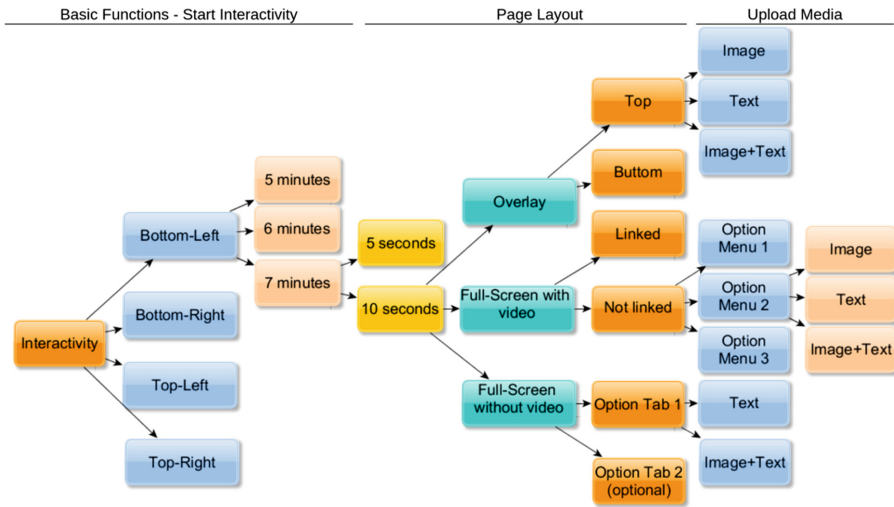 Basic Functions - Start Interactivity
Page Layout
Upload Media
Interactivity
Bottom-Left
Bottom-Right
Top-Left
Top-Right
5 minutes
6 minutes
7 minutes
5 seconds
10 seconds
Overlay
Full-Screen with
video
Full-Screen
without video
Top
Buttom
Linked
Not linked
Option Tab 1
Option Tab 2
(optional)
Image
Text
Image+Text
Option
Menu 1
Option
Menu 2
Option
Menu 3
Text
Image+Text
Image
Text
Image+Text